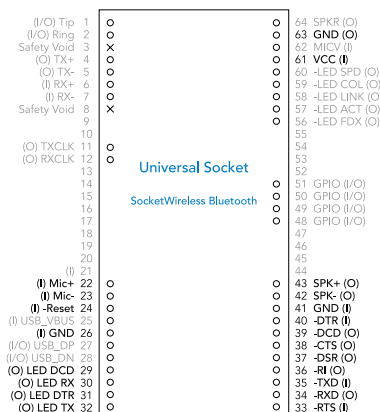 (I/O) Tip 1 64 SPKR (O)
(I/O) Ring 2 63 GND (O)
Safety Void 3 62 MICV (I)
(O) TX+ 4 61 VCC (I)
(O) TX- 5 60 -LED SPD (O)
(I) RX+ 6 59 -LED COL (O)
(I) RX- 7 58 -LED LINK (O)
Safety Void 8 57 -LED ACT (O)
9 56 -LED FDX (O)
10 55
(O) TXCLK 11 54
(O) RXCLK 12 53
13 52
Universal Socket
14 51 GPIO (I/O)
15 50 GPIO (I/O)
SocketWireless Bluetooth
16 49 GPIO (I/O)
17 48 GPIO (I/O)
18 47
19 46
20 45
(I) 21 44
(I) Mic+ 22 43 SPK+ (O)
(I) Mic- 23 42 SPK- (O)
(I) -Reset 24 41 GND (I)
(I) USB_VBUS 25 40 -DTR (I)
(I) GND 26 39 -DCD (O)
(I/O) USB_DP 27 38 -CTS (O)
(I/O) USB_DN 28 37 -DSR (O)
(O) LED DCD 29 36 -RI (O)
(O) LED RX 30 35 -TXD (I)
(O) LED DTR 31 34 -RXD (O)
(O) LED TX 32 33 -RTS (I)